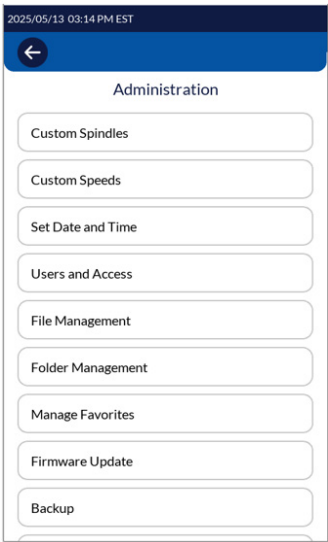 2025/05/13 03:14 PM EST
Administration
Custom Spindles
Custom Speeds
Set Date and Time
Users and Access
File Management
Folder Management
Manage Favorites
Firmware Update
Backup